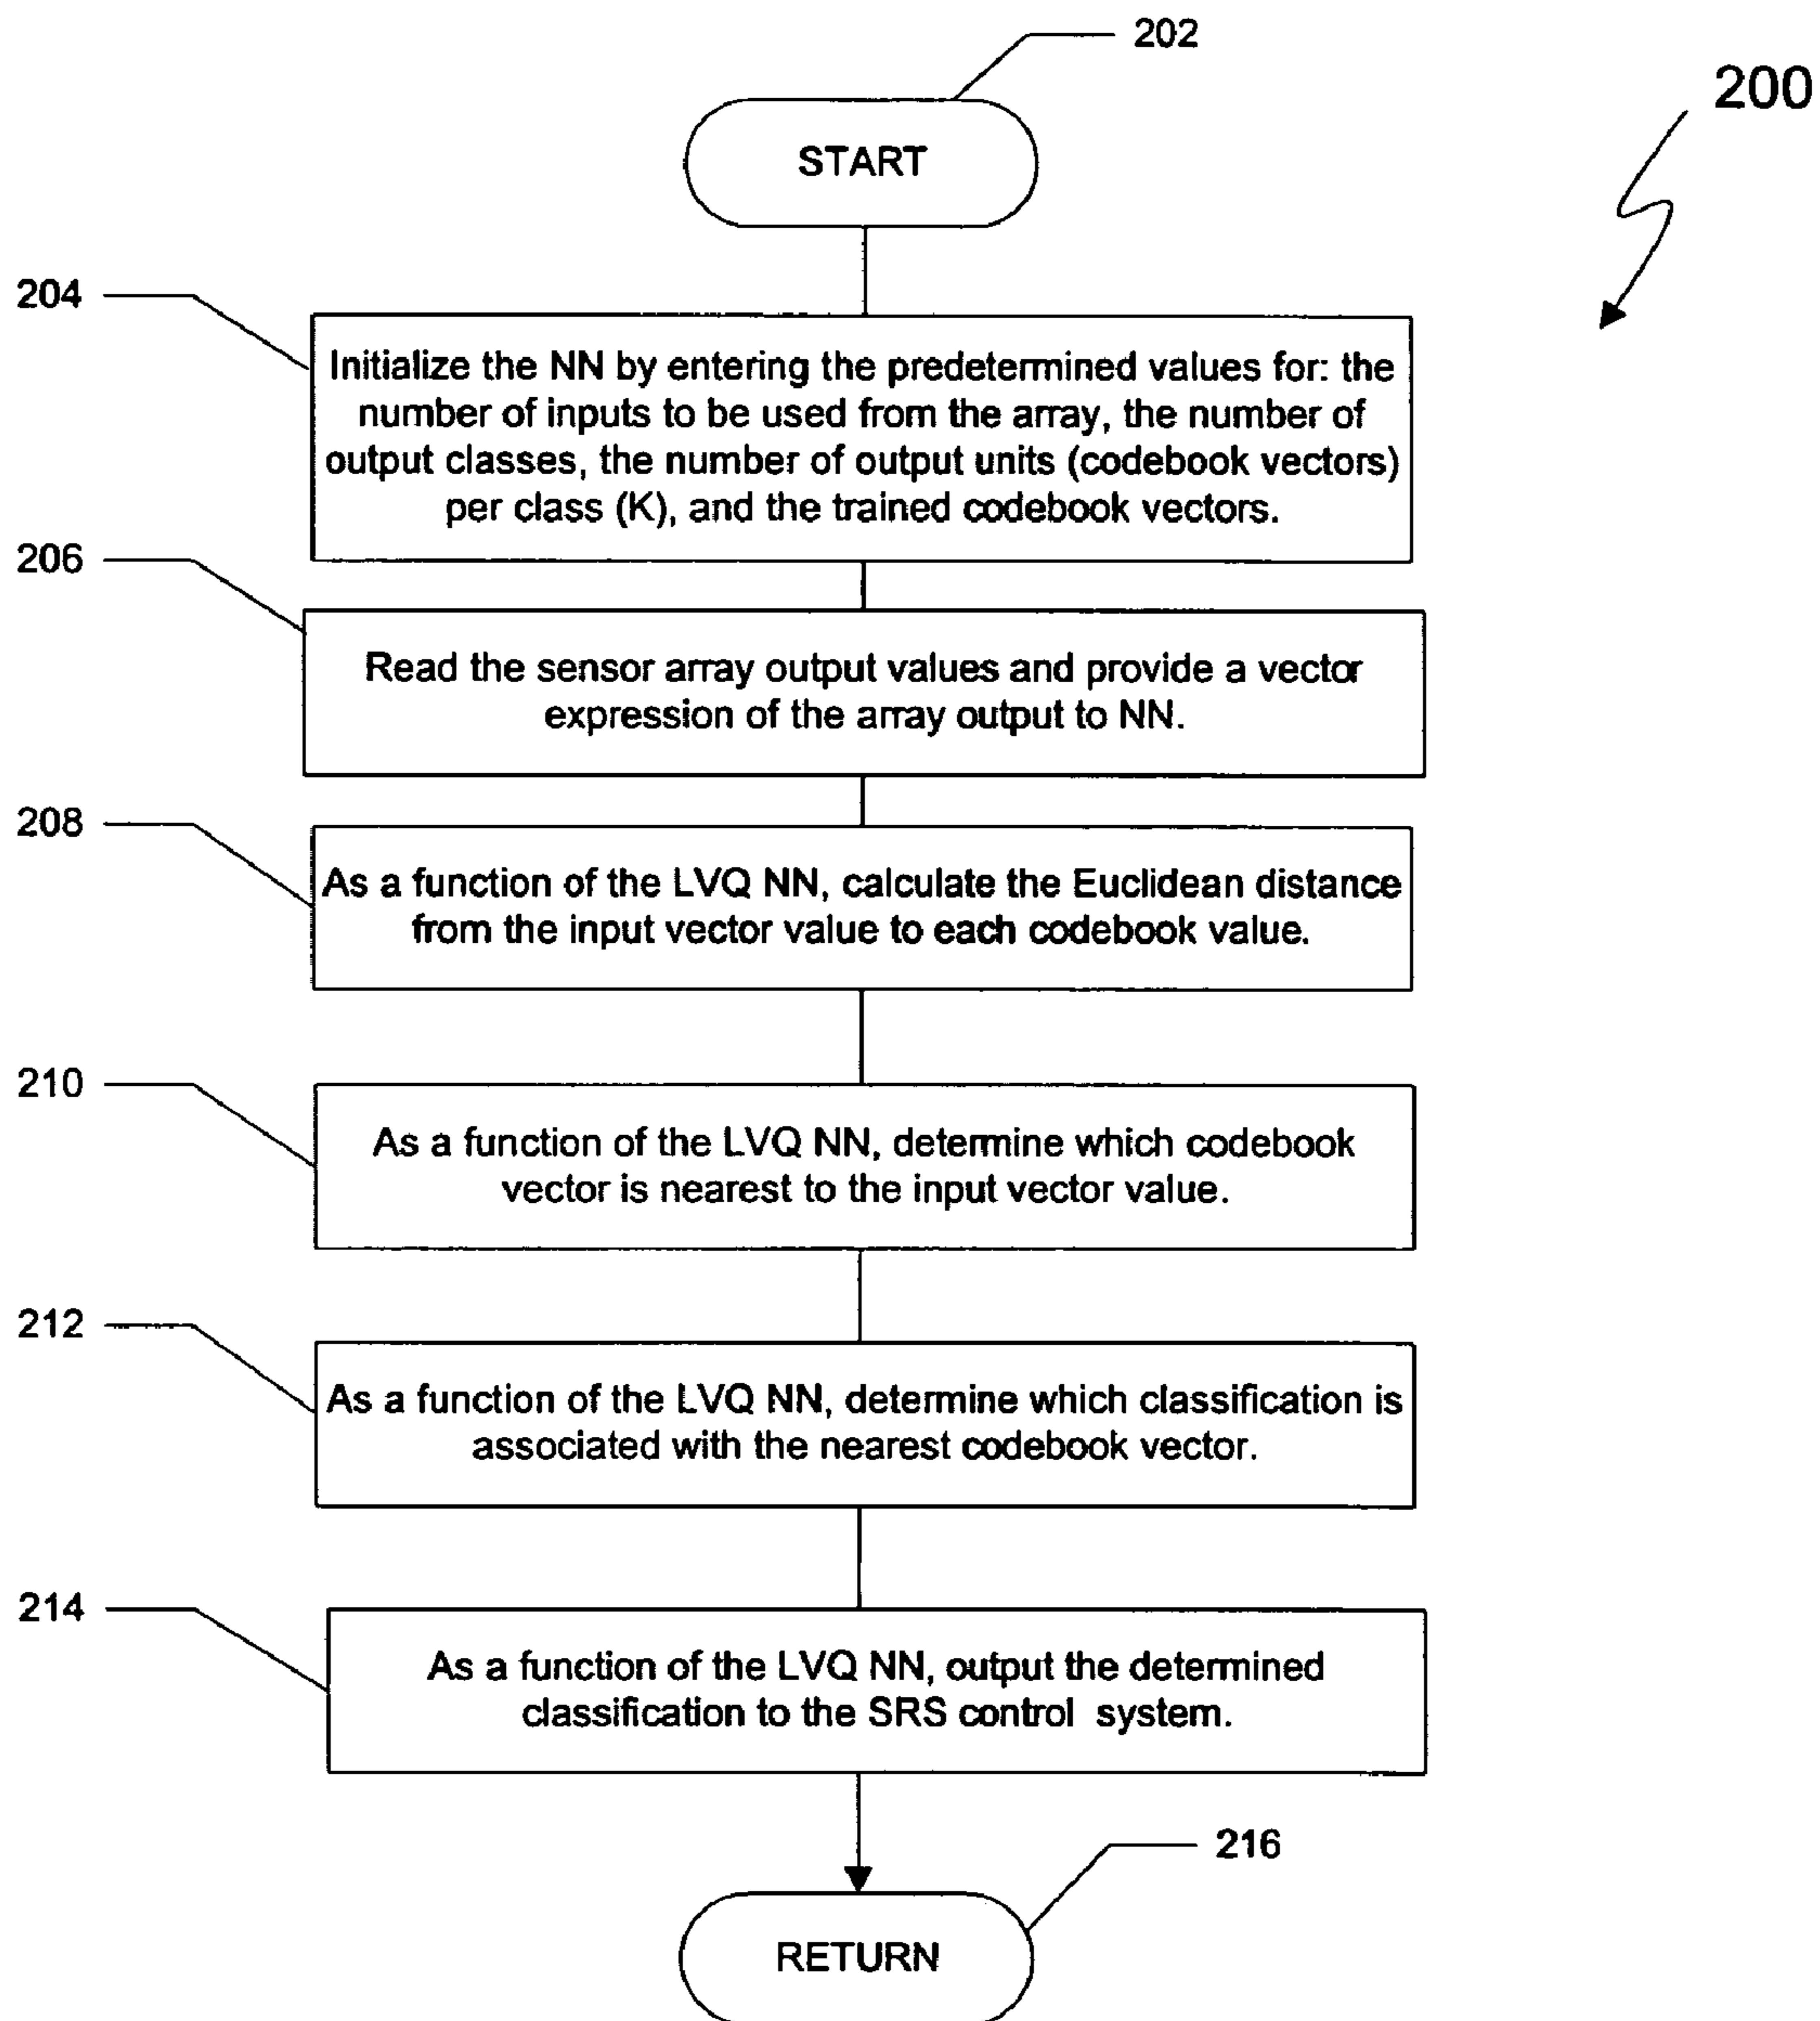 202
200
START
204
Initialize the NN by entering the predetermined values for: the
number of inputs to be used from the array, the number of
output classes, the number of output units (codebook vectors)
per class (K), and the trained codebook vectors.
206
Read the sensor array output values and provide a vector
expression of the array output to NN.
208
As a function of the LVQ NN, calculate the Euclidean distance
from the input vector value to each codebook value.
210
As a function of the LVQ NN, determine which codebook
vector is nearest to the input vector value.
212
As a function of the LVQ NN, determine which classification is
associated with the nearest codebook vector.
214
As a function of the LVQ NN, output the determined
classification to the SRS control system.
216
RETURN